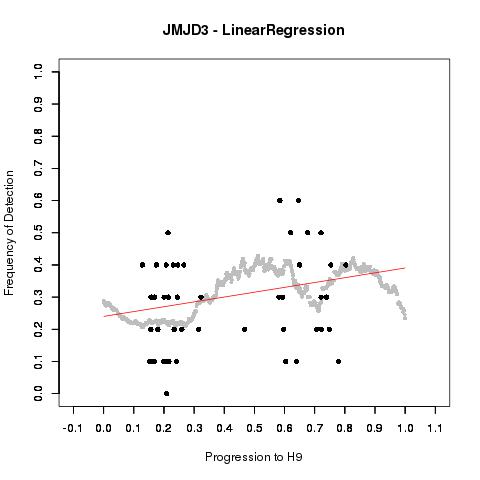 JMJD3 - LinearRegression
Frequency of Detection
1.0
0.9
0.8
0.7
0.6
0.5
0.4
0.3
0.2
0.1
0.0
-0.1 0.0 0.1 0.2 0.3 0.4 0.5 0.6 0.7 0.8 0.9 1.0 1.1
Progression to H9